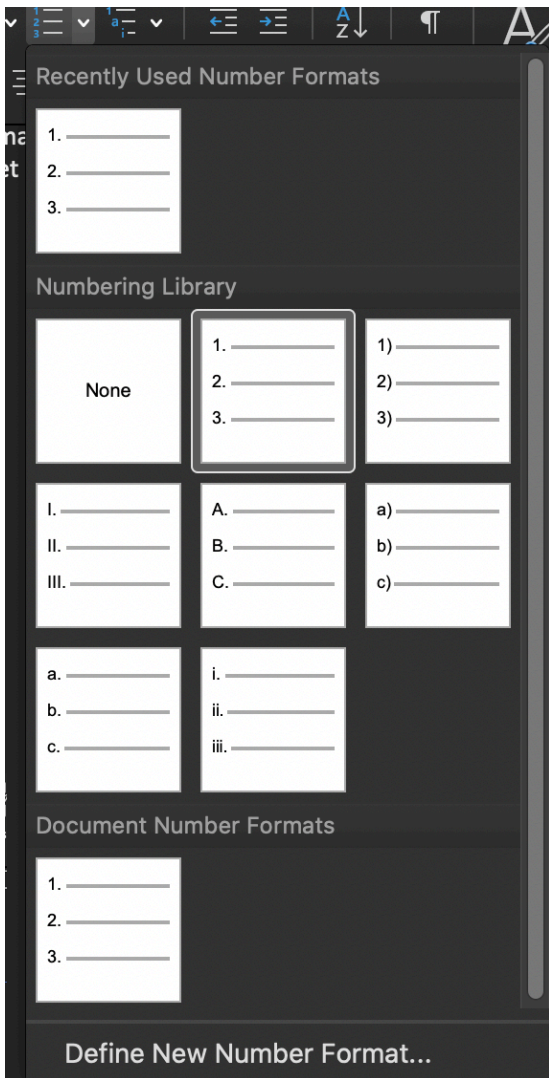 Recently Used Number Formats
1.
2.
3.
Numbering Library
None
1.
2.
3.
1)
2)
3)
I.
II.
III.
A.
B.
C.
a)
b)
c)
a.
b.
c.
i.
ii.
iii.
Document Number Formats
1.
2.
3.
Define New Number Format...